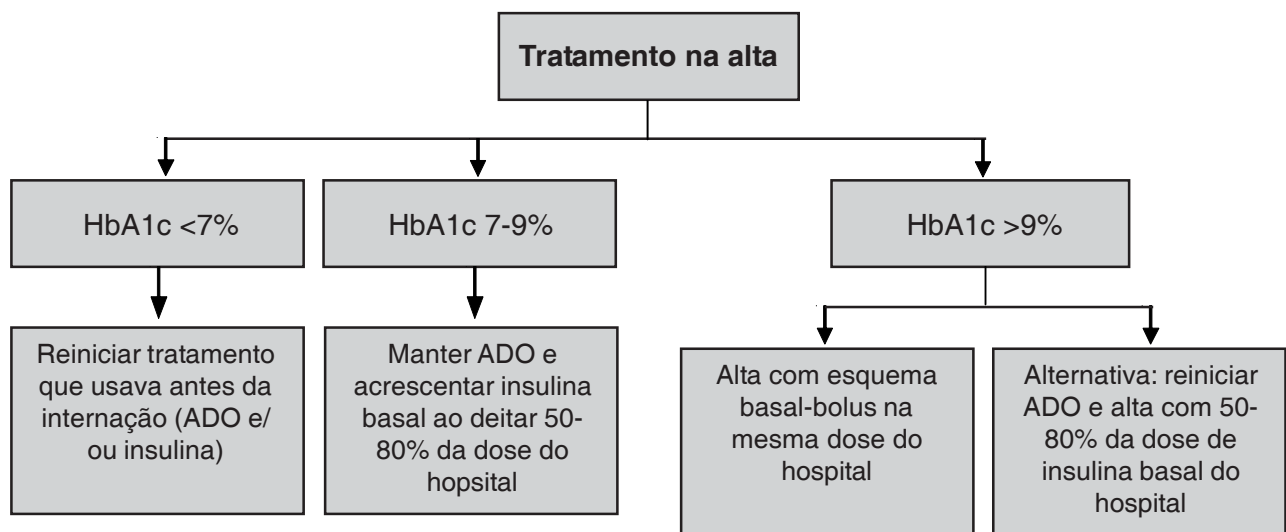 Tratamento na alta
HbA1c <7%
HbA1c 7-9%
HbA1c >9%
Reiniciar tratamento
que usava antes da
internação (ADO e/
ou insulina)
Manter ADO e
acrescentar insulina
basal ao deitar 50-
80% da dose do
hopsital
Alta com esquema
basal-bolus na
mesma dose do
hospital
Alternativa: reiniciar
ADO e alta com 50-
80% da dose de
insulina basal do
hospital